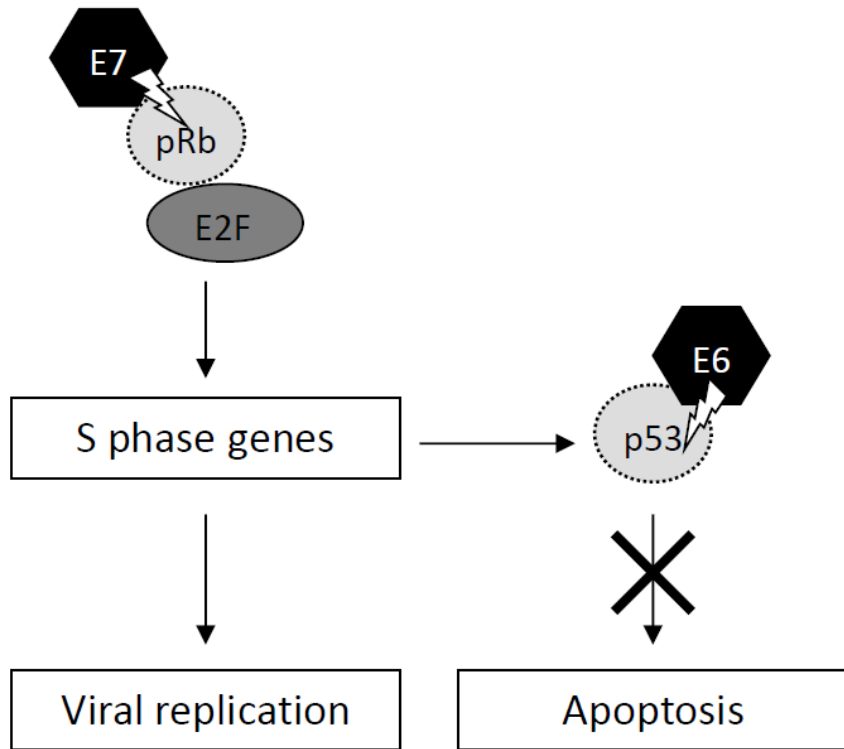 E7
pRb
E2F
E6
S phase genes
p53
Viral replication
Apoptosis